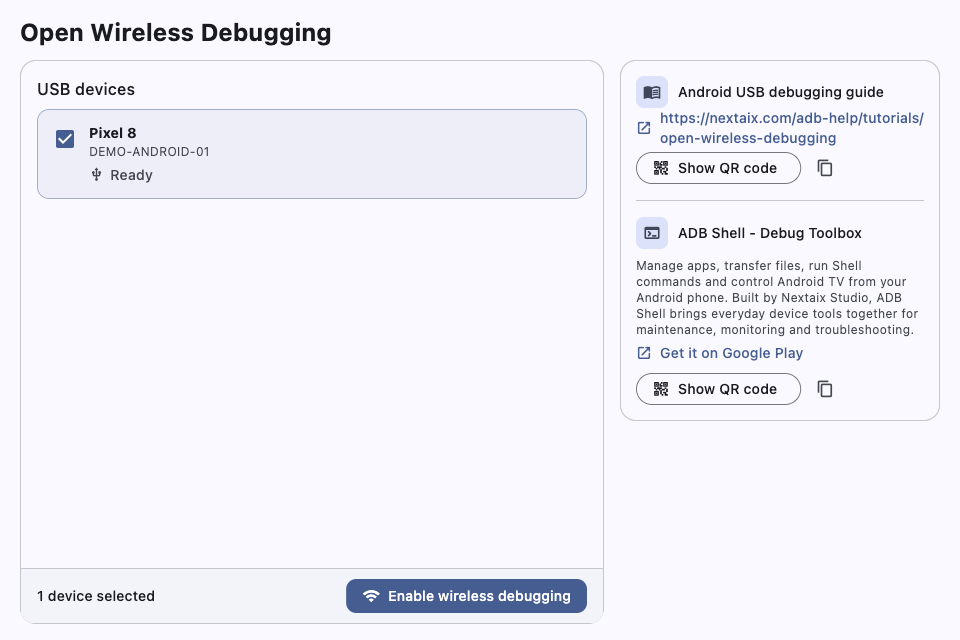 Open Wireless Debugging
USB devices
Pixel 8
DEMO-ANDROID-01
Ready
1 device selected
Enable wireless debugging
Android USB debugging guide
https://nextaix.com/adb-help/tutorials/
open-wireless-debugging
Show QR code
ADB Shell - Debug Toolbox
Manage apps, transfer files, run Shell
commands and control Android TV from your
Android phone. Built by Nextaix Studio, ADB
Shell brings everyday device tools together for
maintenance, monitoring and troubleshooting.
Get it on Google Play
Show QR code